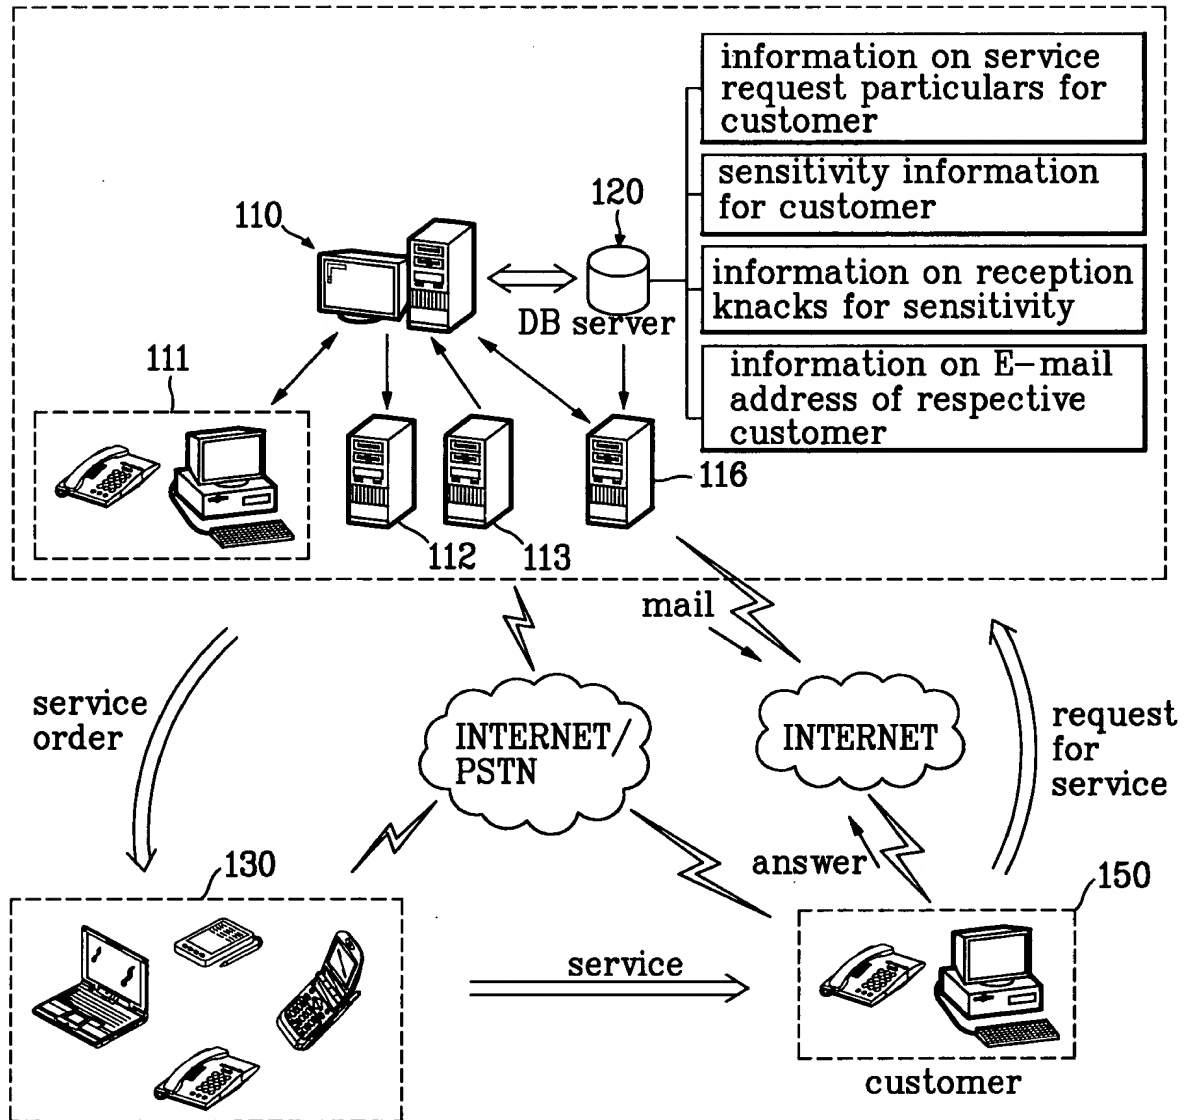 information on service
request particulars for
customer
sensitivity information
for customer
120
110
information on reception
knacks for sensitivity
DB server
111
information on E-mail
address of respective
customer
116
112
113
mail
service
order
INTERNET/
PSTN
INTERNET
request
for
service
answer
130
150
service
customer